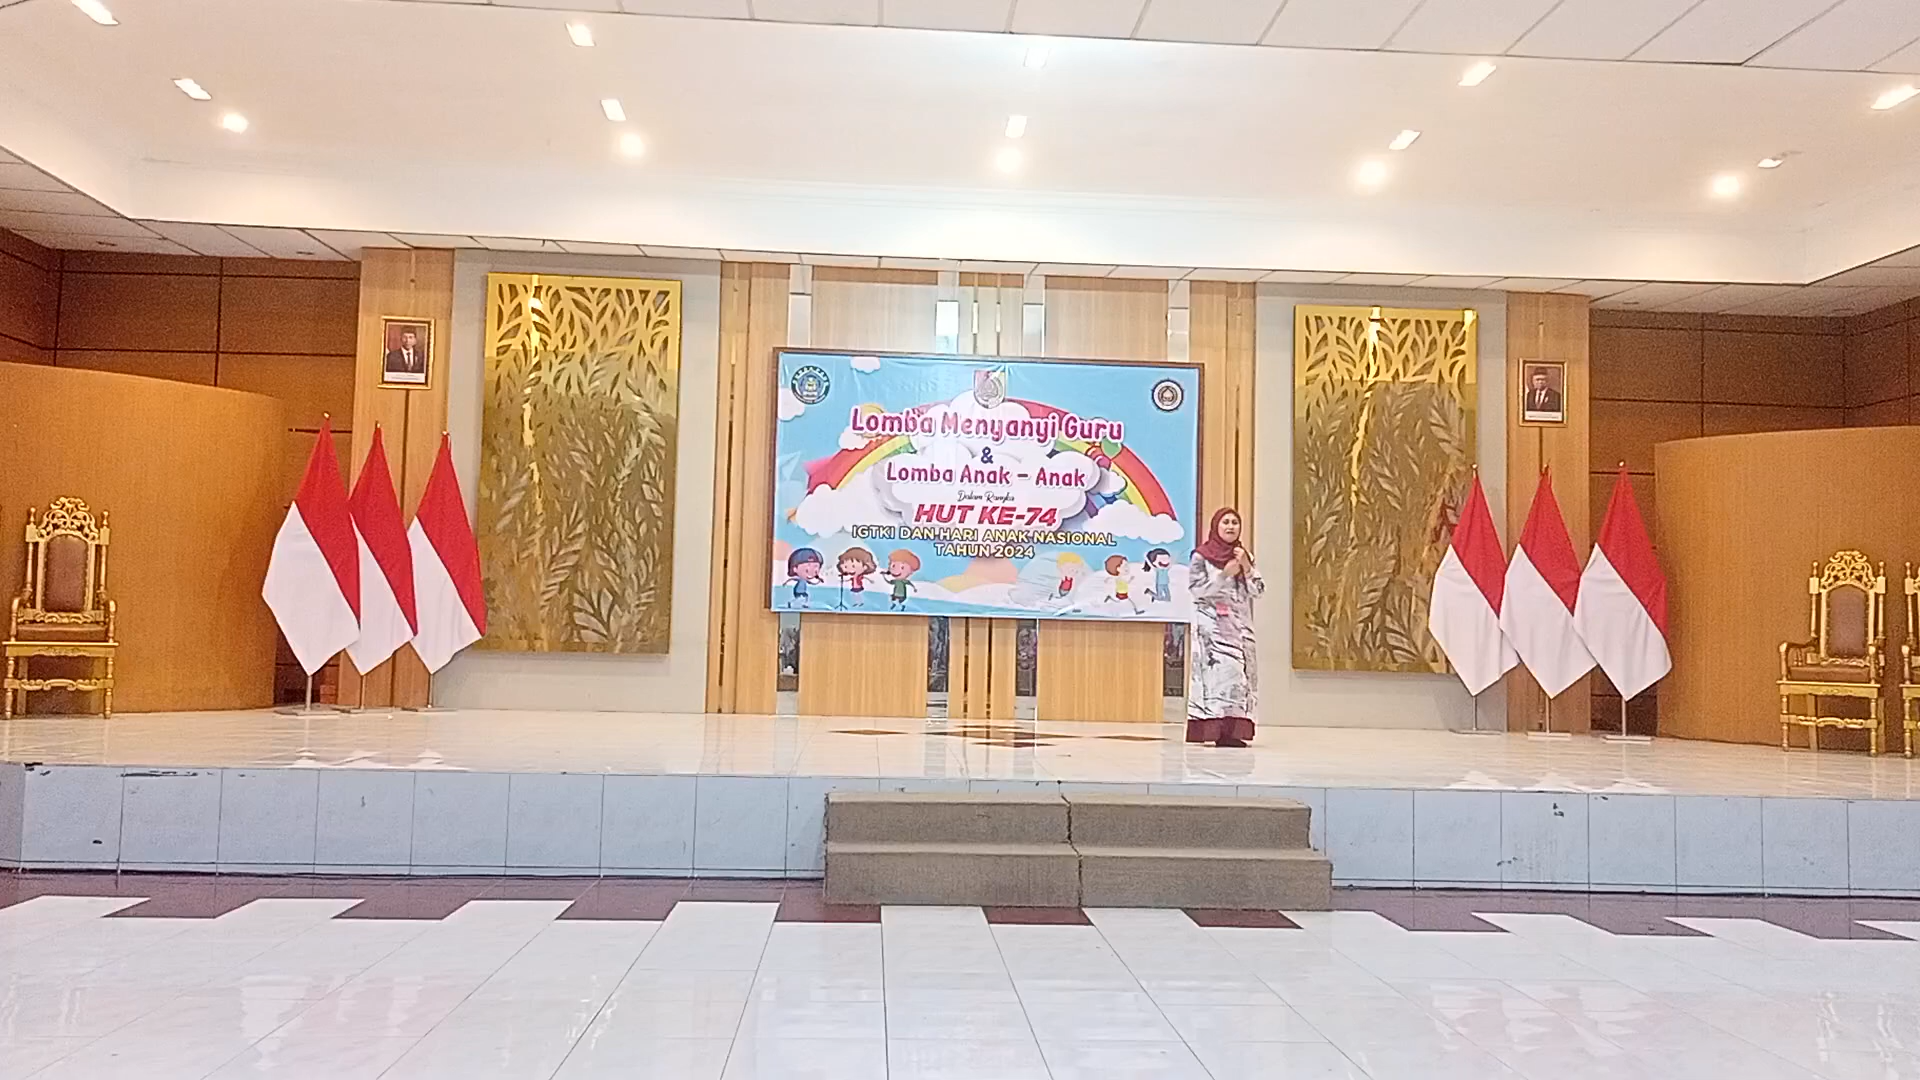 Lomba Menyanyi Guru
&
Lomba Anak - Anak
Dalam Rangka
HUT KE-74
IGTKI DAN HARI ANAK NASIONAL
TAHUN 2024